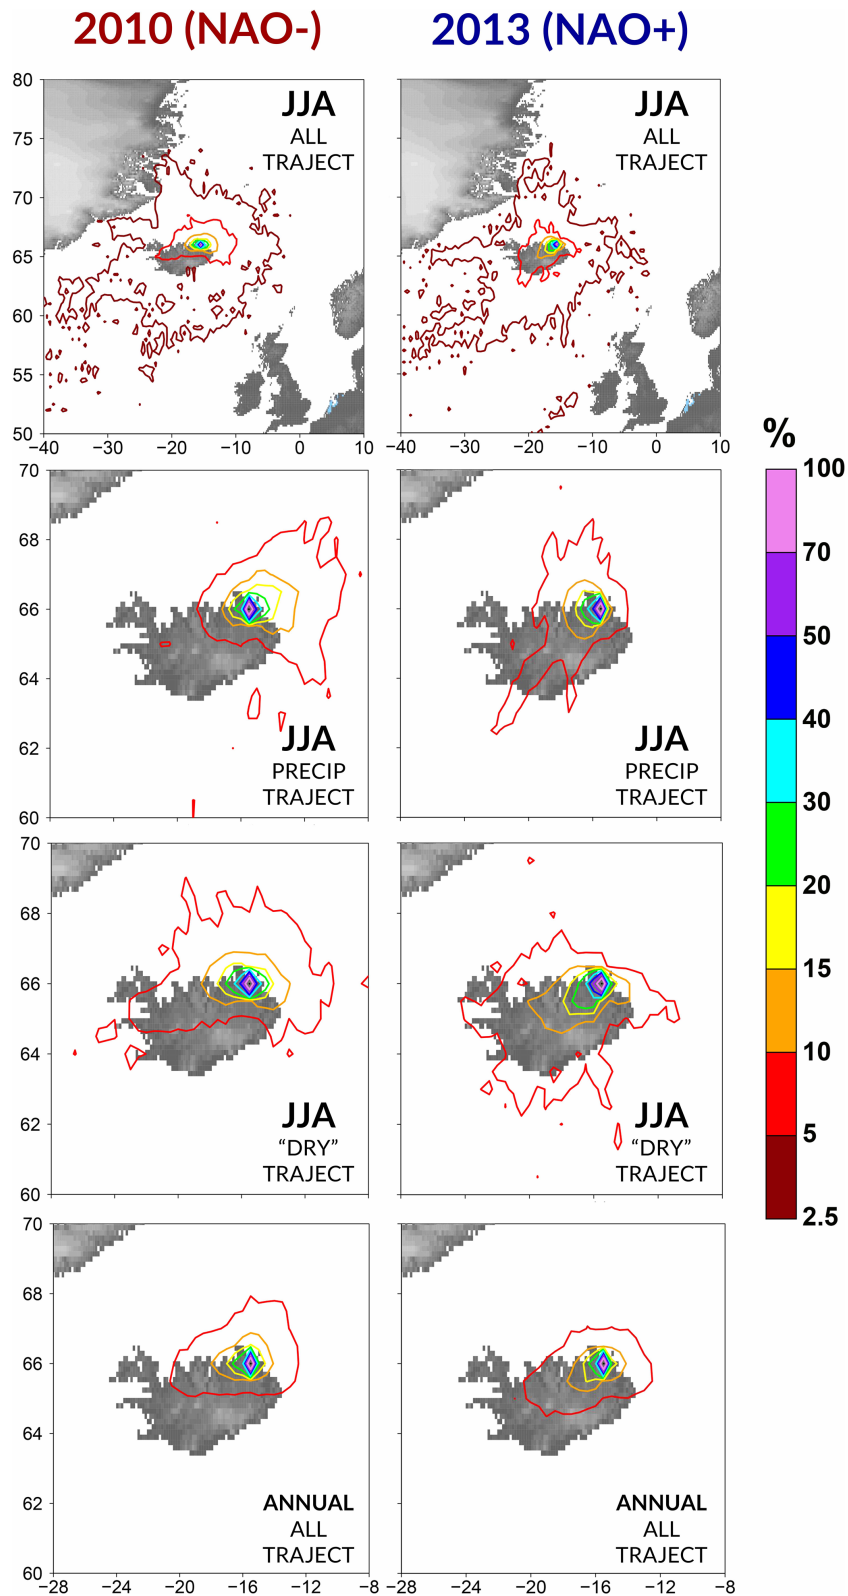 2010 (NAO-) 2013 (NAO+)
80
JJA JJA
ALL ALL
TRAJECT TRAJECT
75
70
65
60
55
50
−40 −30 −20 −10 0 10 −40 −30 −20 −10 0 10
%
100
70
50
40
30
20
15
10
5
2.5
70
68
66
64
62
60
JJA JJA
PRECIP PRECIP
TRAJECT TRAJECT
70
68
66
64
62
60
JJA JJA
“DRY” “DRY”
TRAJECT TRAJECT
70
68
66
64
62
60
ANNUAL ANNUAL
ALL ALL
TRAJECT TRAJECT
−28 −24 −20 −16 −12 −8 −28 −24 −20 −16 −12 −8